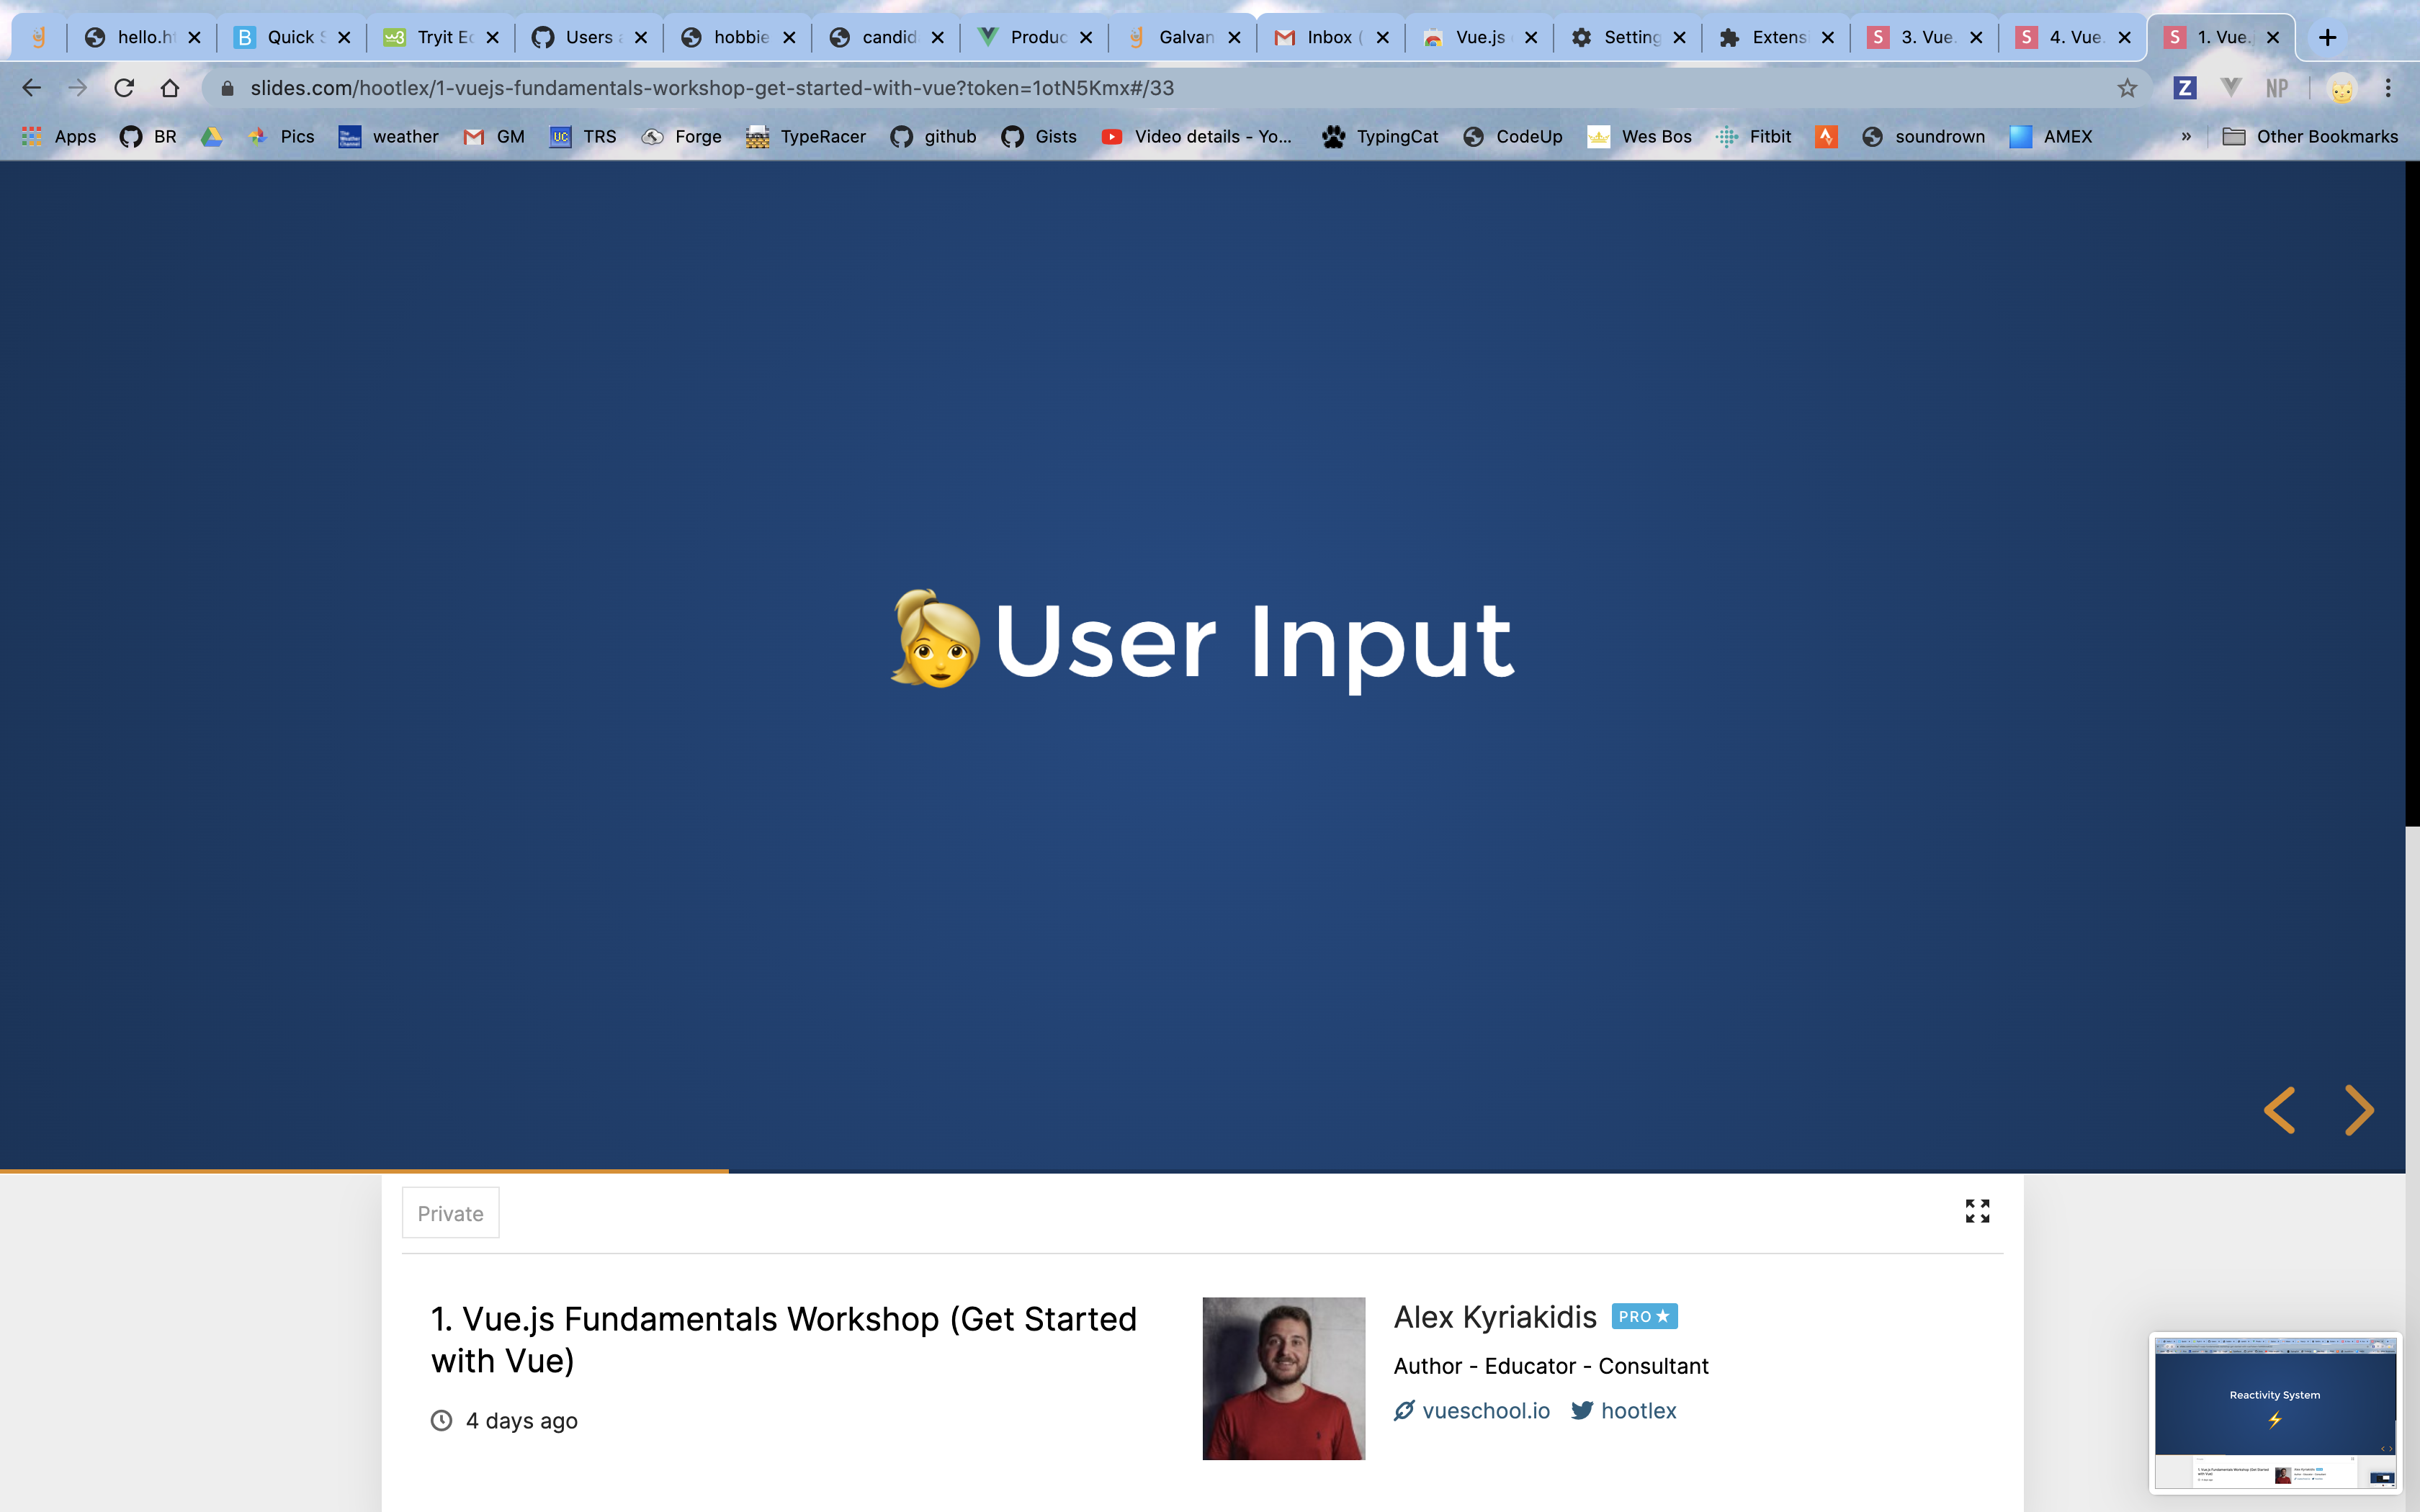 hello.ht
Quick S
Tryit Ed
Users a
hobbie
candid
Produc
Galvan
Inbox (
Vue.js
Setting
Extensi
3. Vue.
4. Vue.
1. Vue.
slides.com/hootlex/1-vuejs-fundamentals-workshop-get-started-with-vue?token=1otN5Kmx#/33
NP
Apps
BR
Pics
weather
GM
TRS
Forge
TypeRacer
github
Gists
Video details - Yo...
TypingCat
CodeUp
Wes Bos
Fitbit
soundrown
AMEX
»
Other Bookmarks
User Input
Private
1. Vue.js Fundamentals Workshop (Get Started
with Vue)
4 days ago
Alex Kyriakidis PRO
Author - Educator - Consultant
vueschool.io hootlex
Reactivity System